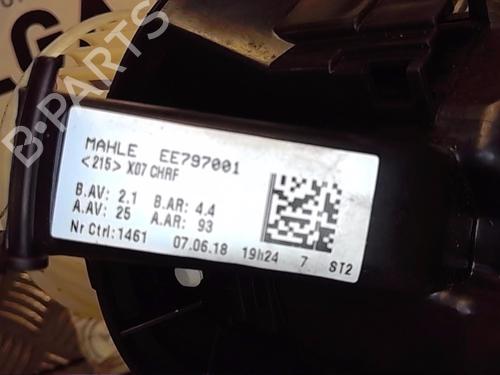 MAHLE EE797001
<215> X07 CHRF
B.AV: 2.1 B.AR: 4.4
A.AV: 25 A.AR: 93
Nr Ctrl:1461 07.06.18 19h24 7 ST2
B-PARTS
B-PARTS